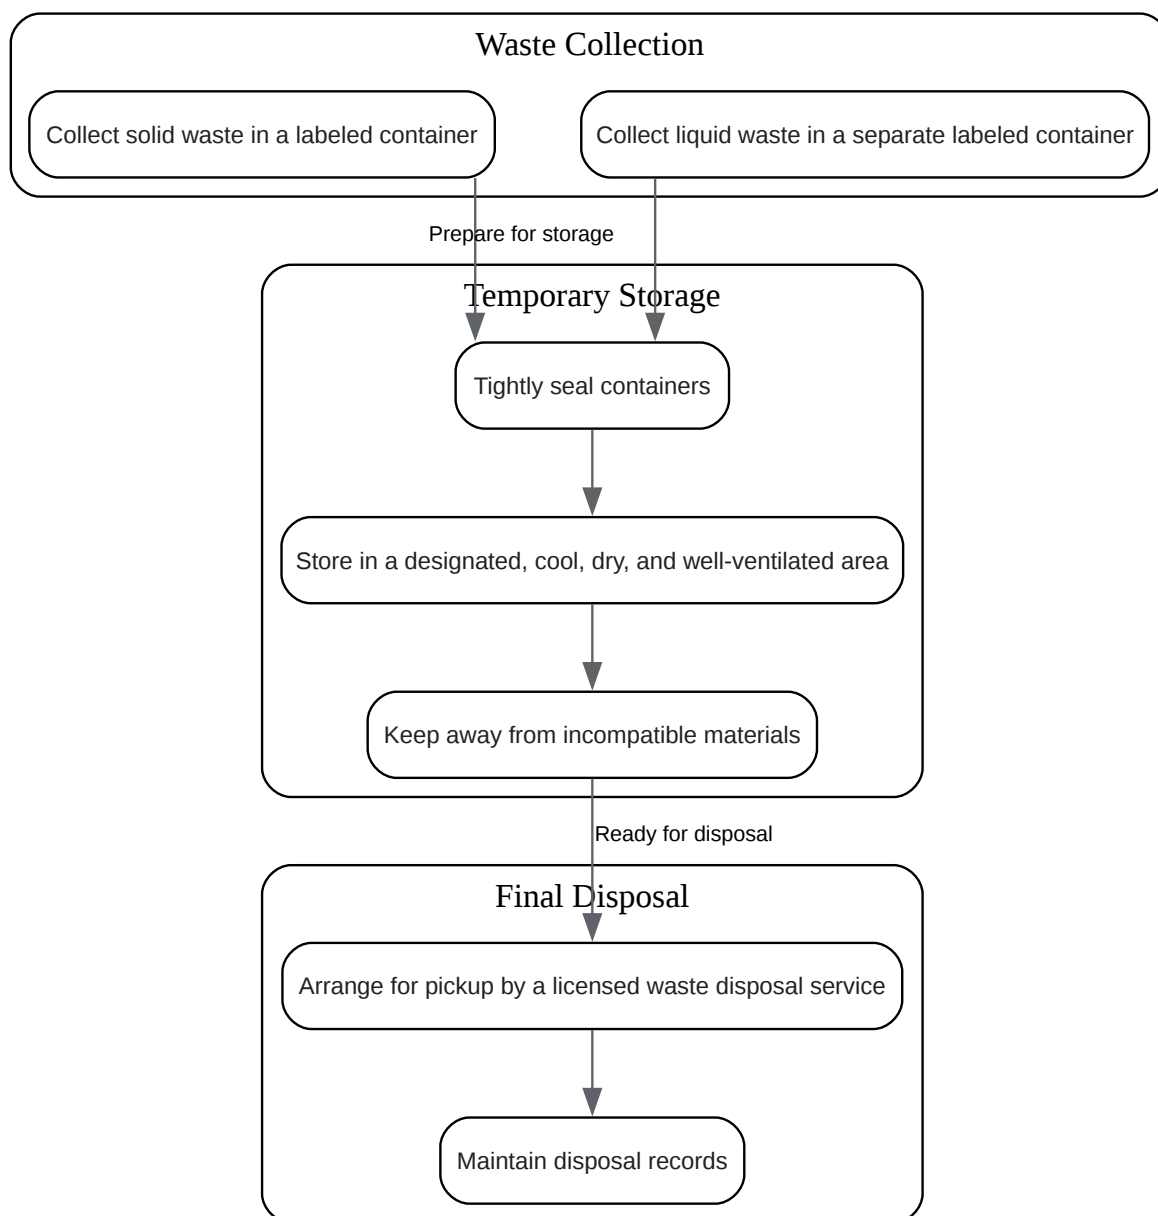 Waste Collection
Collect solid waste in a labeled container
Collect liquid waste in a separate labeled container
Prepare for storage
Temporary Storage
Tightly seal containers
Store in a designated, cool, dry, and well-ventilated area
Keep away from incompatible materials
Ready for disposal
Final Disposal
Arrange for pickup by a licensed waste disposal service
Maintain disposal records